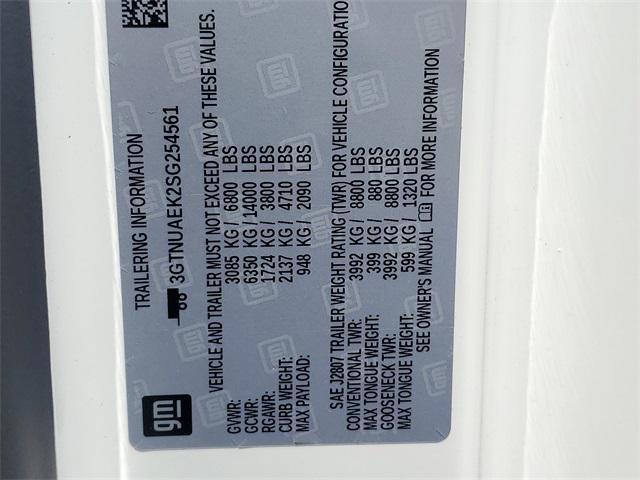 TRAILERING INFORMATION
3GTNUAEK2SG254561
VEHICLE AND TRAILER MUST NOT EXCEED ANY OF THESE VALUES.
GVWR: 3085 KG / 6800 LBS
GCWR: 6350 KG / 14000 LBS
RGAWR: 1724 KG / 3800 LBS
CURB WEIGHT: 2137 KG / 4710 LBS
MAX PAYLOAD: 948 KG / 2090 LBS
SAE J2807 TRAILER WEIGHT RATING (TWR) FOR VEHICLE CONFIGURATIO
CONVENTIONAL TWR: 3992 KG / 8800 LBS
MAX TONGUE WEIGHT: 399 KG / 880 LBS
GOOSENECK TWR: 3992 KG / 8800 LBS
MAX TONGUE WEIGHT: 599 KG / 1320 LBS
SEE OWNER'S MANUAL FOR MORE INFORMATION
gm